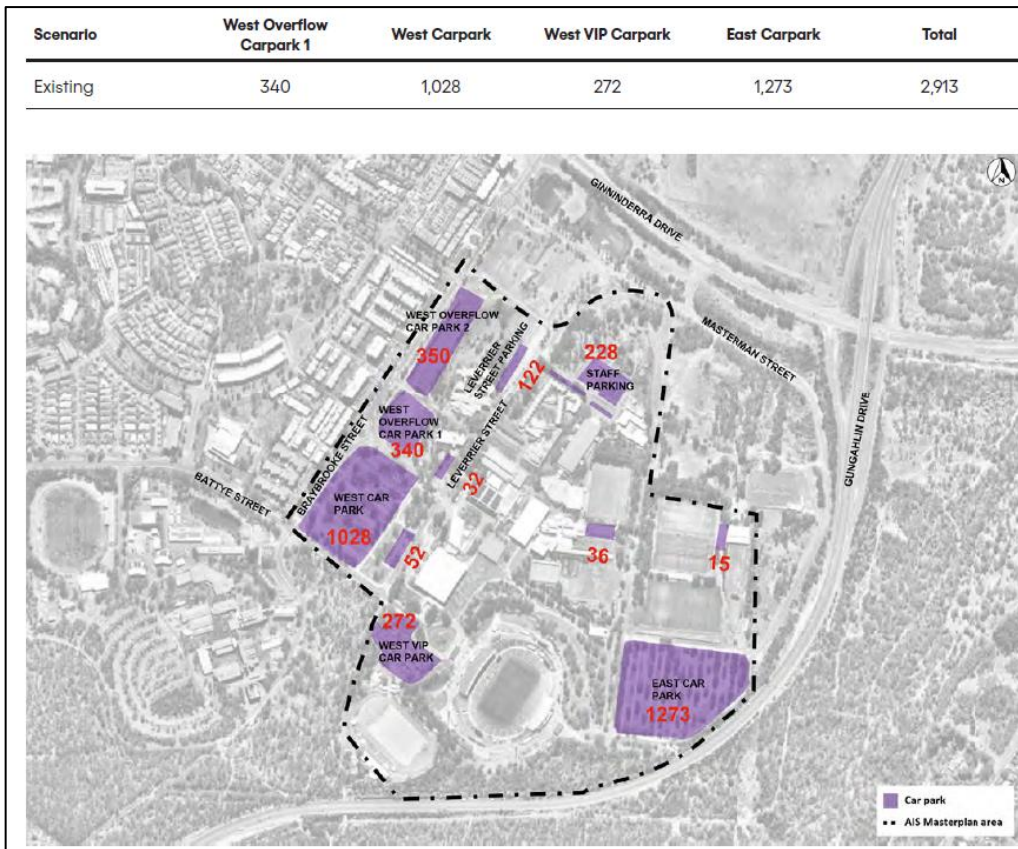 Scenario
West Overflow
Carpark 1
West Carpark
West VIP Carpark
East Carpark
Total
Existing
340
1,028
272
1,273
2,913
N
GINNINDERRA DRIVE
MASTERMAN STREET
GUNGAHLIN DRIVE
WEST OVERFLOW
CAR PARK 2
350
LEVERRIER
STREET PARKING
122
228
STAFF
PARKING
WEST
OVERFLOW
CAR PARK 1
340
LEVERRIER STREET
32
BRAYBROOKE STREET
BATTYE STREET
WEST CAR
PARK
1028
52
36
15
272
WEST VIP
CAR PARK
EAST CAR
PARK
1273
Car park
AIS Masterplan area